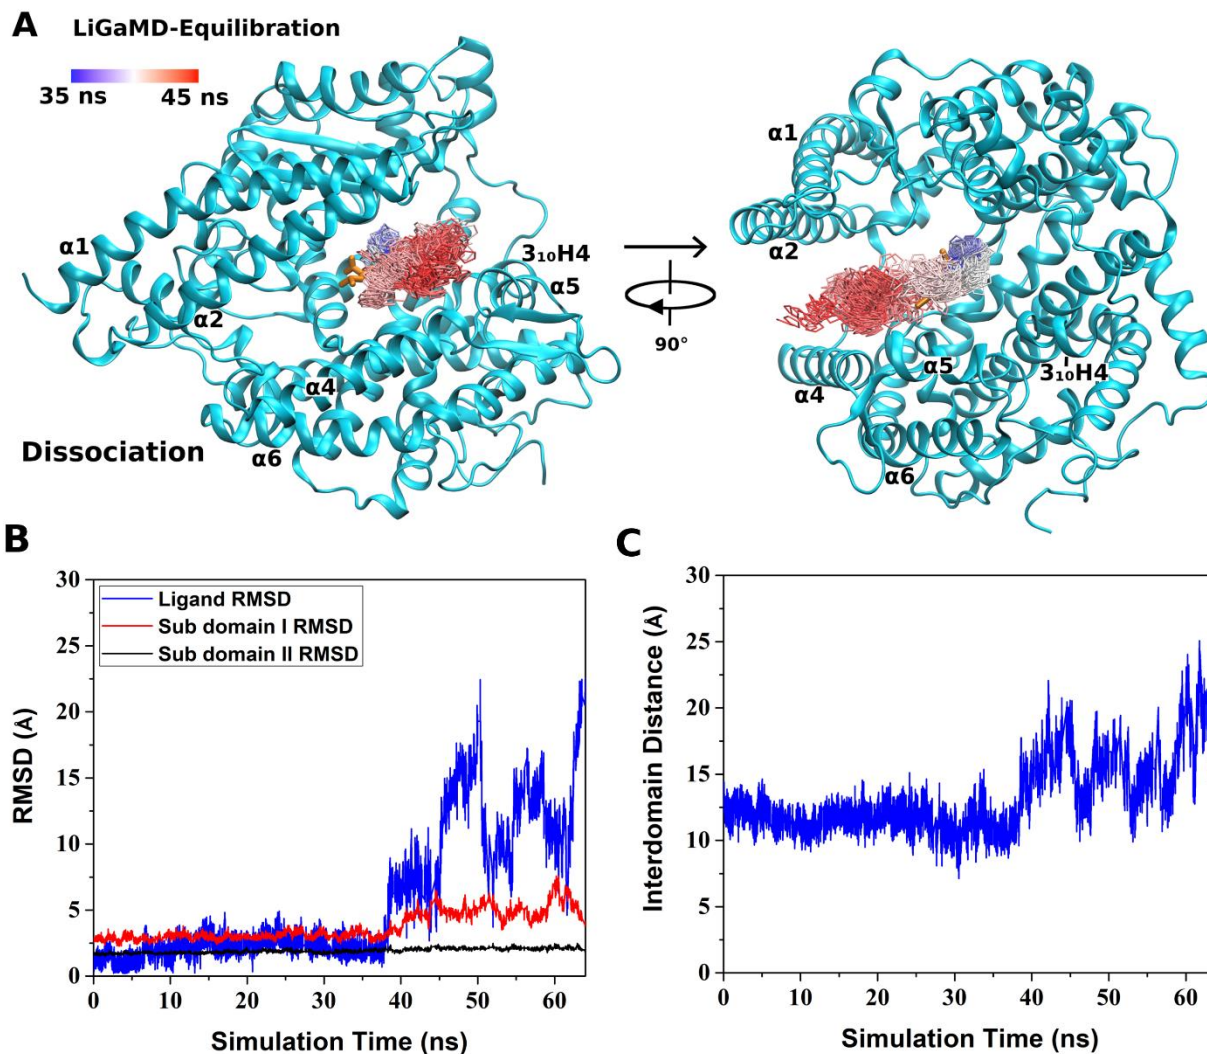 A LiGaMD-Equilibration
35 ns 45 ns
α1
α2
3₁₀H4
α5
α4
α6
Dissociation
90°
α1
α2
α5
3₁₀H4
α4
α6
B
30
25
20
15
10
5
0
RMSD (Å)
Ligand RMSD
Sub domain I RMSD
Sub domain II RMSD
0 10 20 30 40 50 60
Simulation Time (ns)
C
30
25
20
15
10
5
0
Interdomain Distance (Å)
0 10 20 30 40 50 60
Simulation Time (ns)